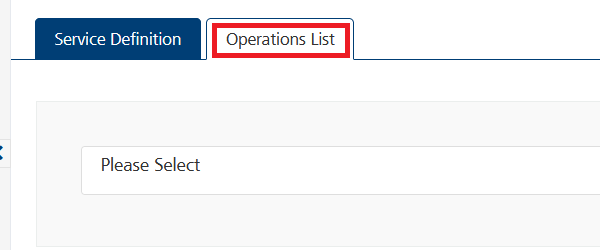 Service Definition
Operations List
Please Select